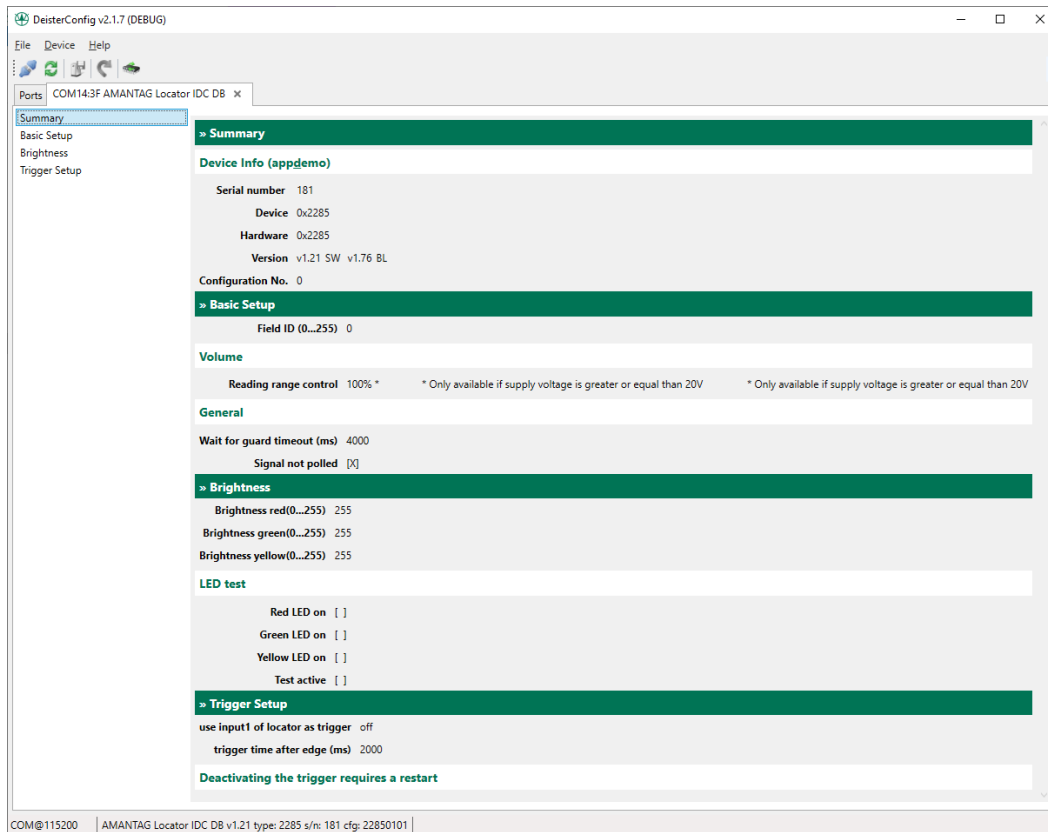 DeisterConfig v2.1.7 (DEBUG)
File Device Help
Ports COM14:3F AMANTAG Locator IDC DB
Summary
Basic Setup
Brightness
Trigger Setup
» Summary
Device Info (appdemo)
Serial number 181
Device 0x2285
Hardware 0x2285
Version v1.21 SW v1.76 BL
Configuration No. 0
» Basic Setup
Field ID (0...255) 0
Volume
Reading range control 100% * * Only available if supply voltage is greater or equal than 20V * Only available if supply voltage is greater or equal than 20V
General
Wait for guard timeout (ms) 4000
Signal not polled [X]
» Brightness
Brightness red(0...255) 255
Brightness green(0...255) 255
Brightness yellow(0...255) 255
LED test
Red LED on [ ]
Green LED on [ ]
Yellow LED on [ ]
Test active [ ]
» Trigger Setup
use input1 of locator as trigger off
trigger time after edge (ms) 2000
Deactivating the trigger requires a restart
COM@115200 AMANTAG Locator IDC DB v1.21 type: 2285 s/n: 181 cfg: 22850101